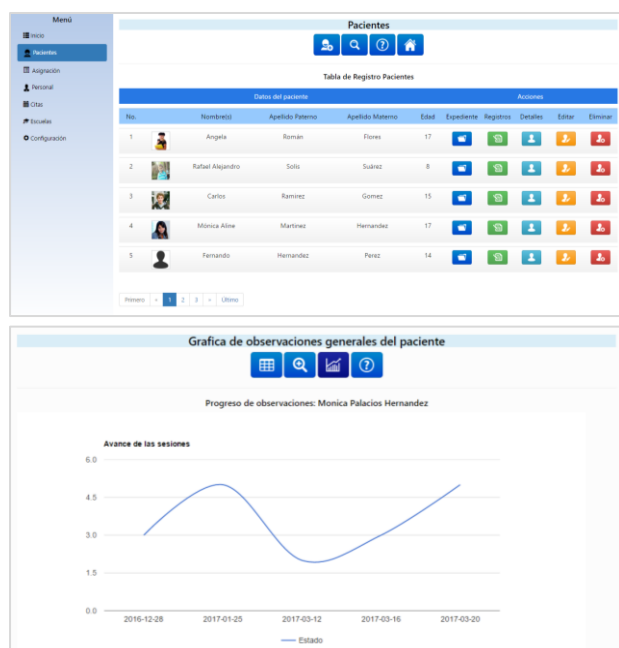 Menú
Inicio
Pacientes
Asignación
Personal
Citas
Escuelas
Configuración
Pacientes
Tabla de Registro Pacientes
Datos del paciente Acciones
No. Nombre(s) Apellido Paterno Apellido Materno Edad Expediente Registros Detalles Editar Eliminar
1 Angela Román Flores 17
2 Rafael Alejandro Solis Suárez 8
3 Carlos Ramirez Gomez 15
4 Mónica Aline Martinez Hernandez 17
5 Fernando Hernandez Perez 14
Primero « 1 2 3 » Último
Grafica de observaciones generales del paciente
Progreso de observaciones: Monica Palacios Hernandez
Avance de las sesiones
6.0
4.5
3.0
1.5
0.0
2016-12-28 2017-01-25 2017-03-12 2017-03-16 2017-03-20
Estado